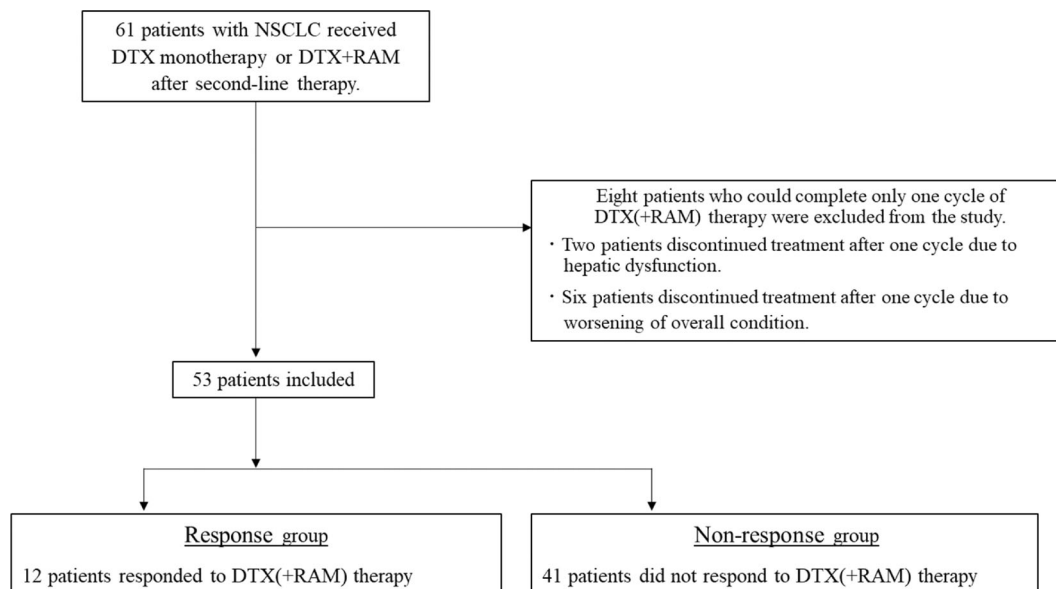 61 patients with NSCLC received
DTX monotherapy or DTX+RAM
after second-line therapy.
Eight patients who could complete only one cycle of
DTX(+RAM) therapy were excluded from the study.
・Two patients discontinued treatment after one cycle due to
hepatic dysfunction.
・Six patients discontinued treatment after one cycle due to
worsening of overall condition.
53 patients included
Response group
12 patients responded to DTX(+RAM) therapy
Non-response group
41 patients did not respond to DTX(+RAM) therapy